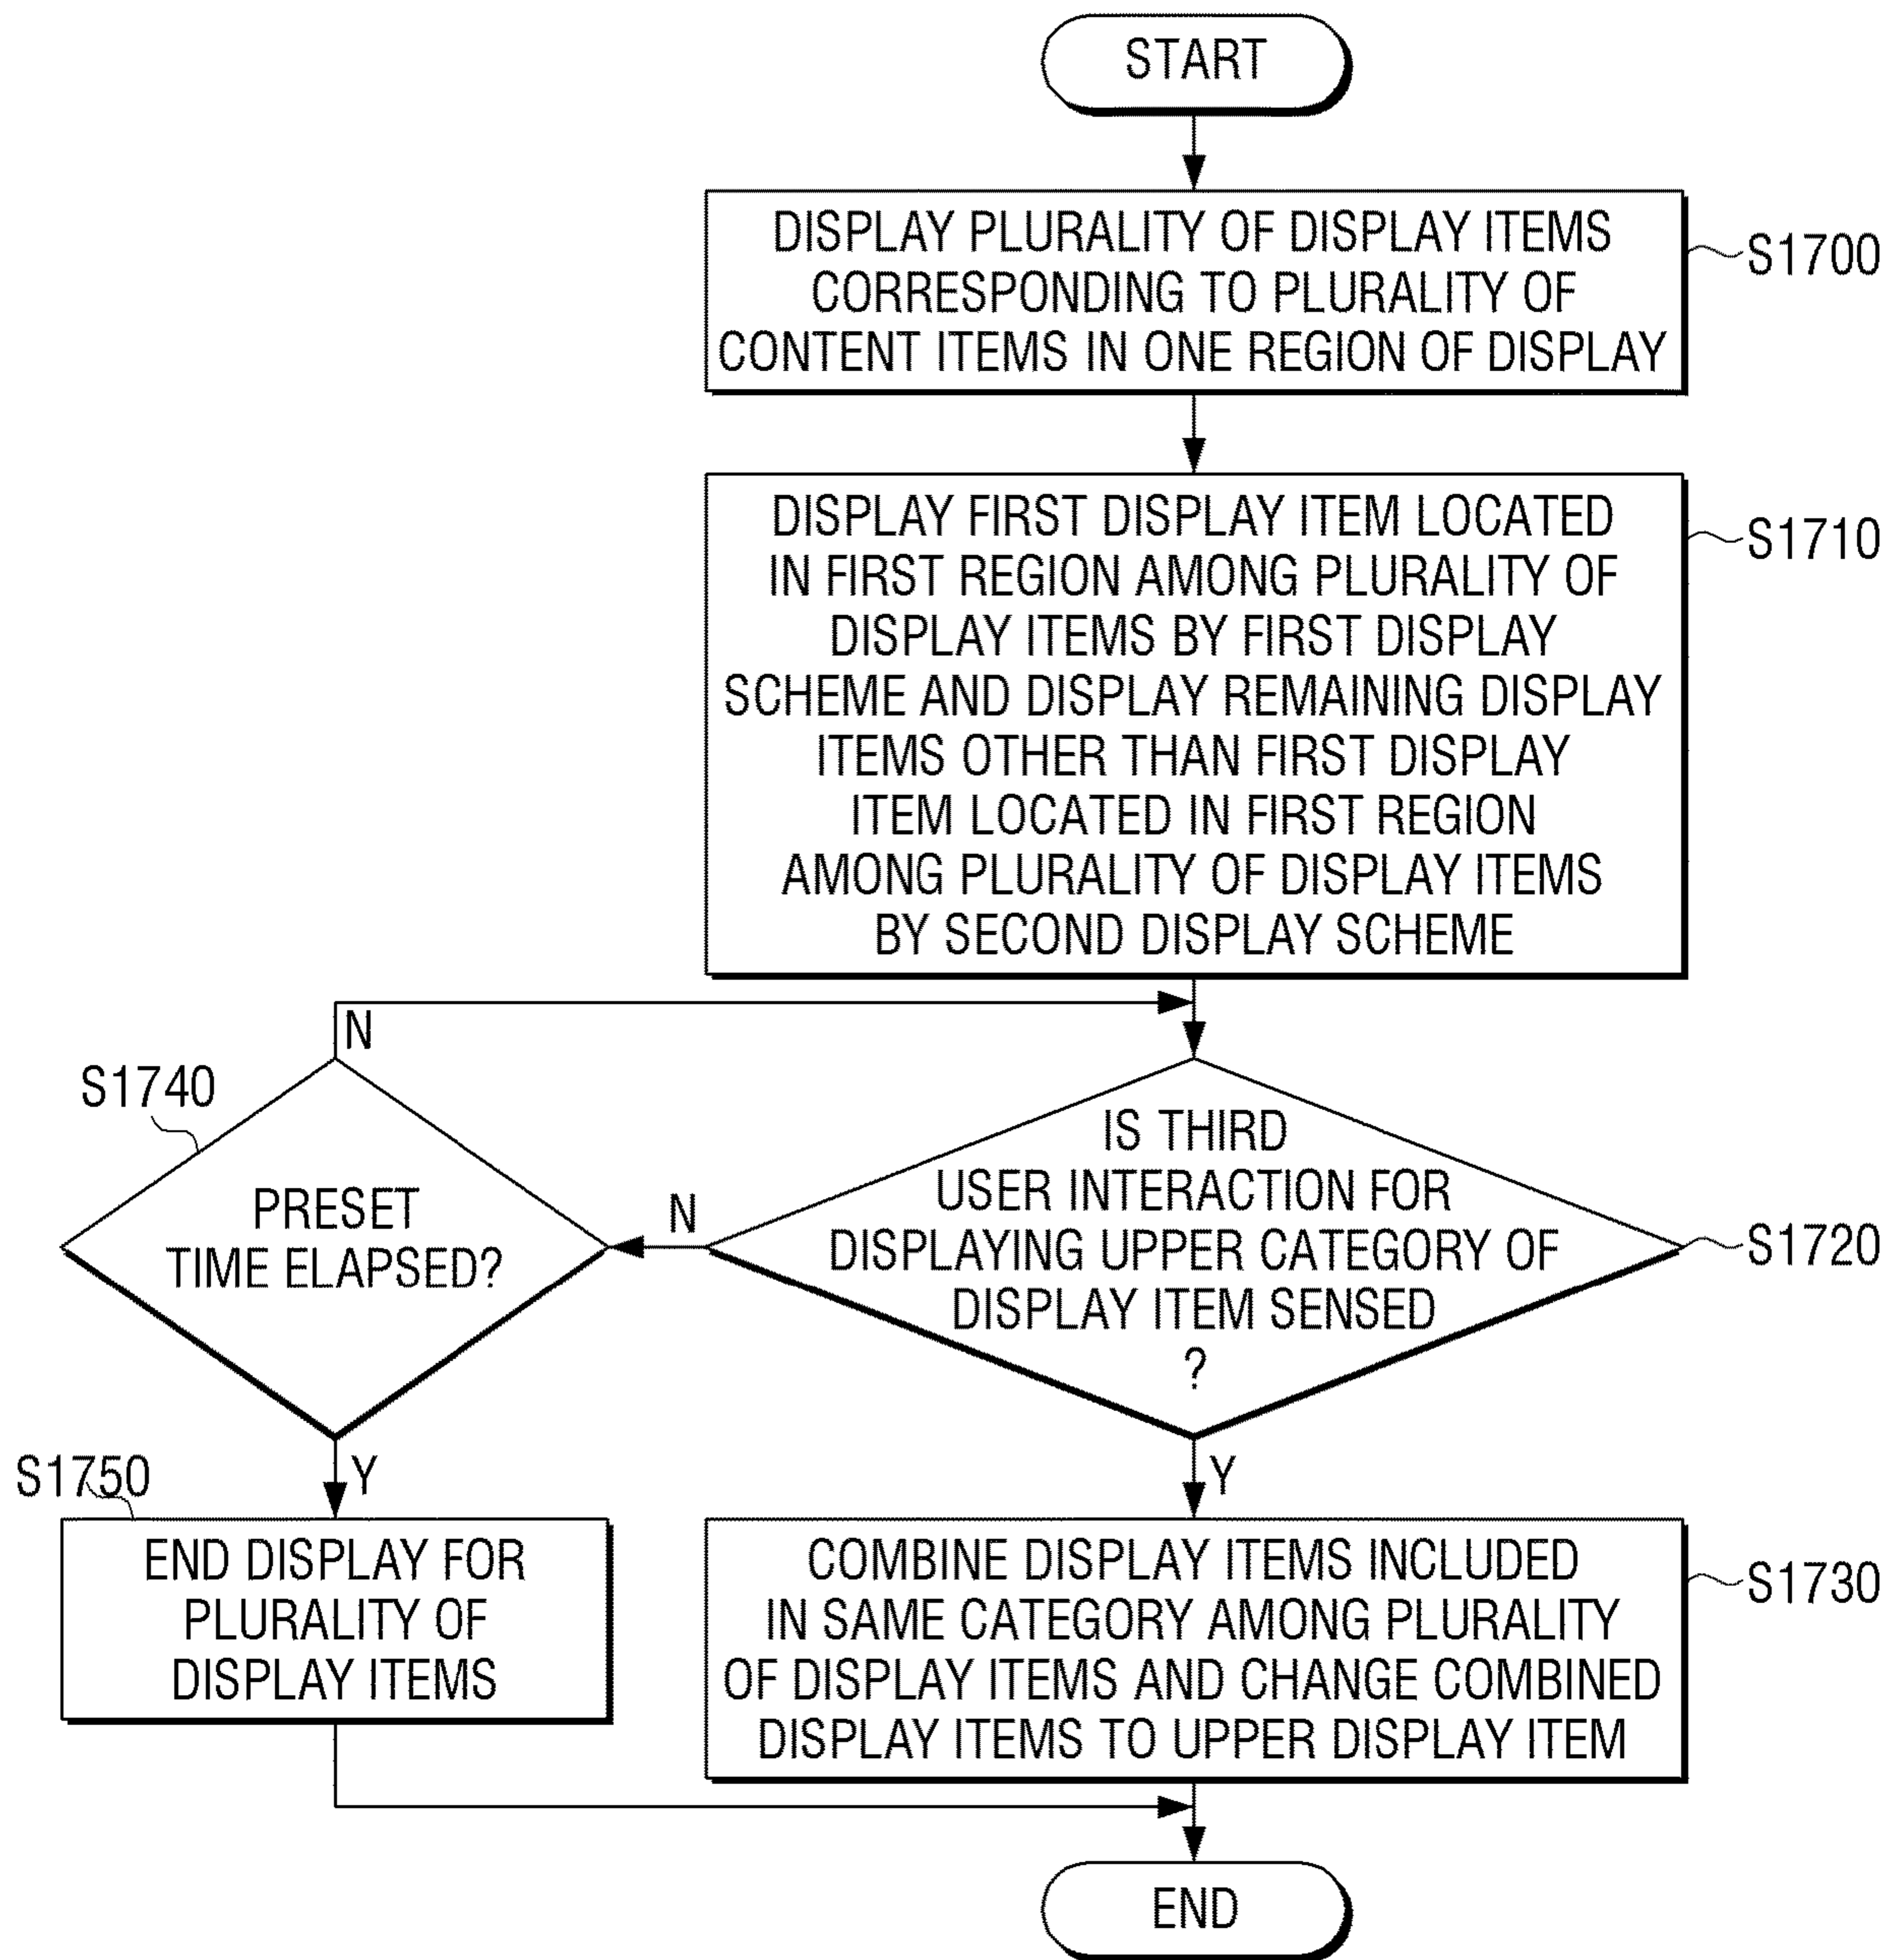 START
DISPLAY PLURALITY OF DISPLAY ITEMS
CORRESPONDING TO PLURALITY OF
CONTENT ITEMS IN ONE REGION OF DISPLAY
S1700
DISPLAY FIRST DISPLAY ITEM LOCATED
IN FIRST REGION AMONG PLURALITY OF
DISPLAY ITEMS BY FIRST DISPLAY
SCHEME AND DISPLAY REMAINING DISPLAY
ITEMS OTHER THAN FIRST DISPLAY
ITEM LOCATED IN FIRST REGION
AMONG PLURALITY OF DISPLAY ITEMS
BY SECOND DISPLAY SCHEME
S1710
IS THIRD
USER INTERACTION FOR
DISPLAYING UPPER CATEGORY OF
DISPLAY ITEM SENSED
?
S1720
N
Y
S1740
PRESET
TIME ELAPSED?
N
Y
S1750
END DISPLAY FOR
PLURALITY OF
DISPLAY ITEMS
COMBINE DISPLAY ITEMS INCLUDED
IN SAME CATEGORY AMONG PLURALITY
OF DISPLAY ITEMS AND CHANGE COMBINED
DISPLAY ITEMS TO UPPER DISPLAY ITEM
S1730
END